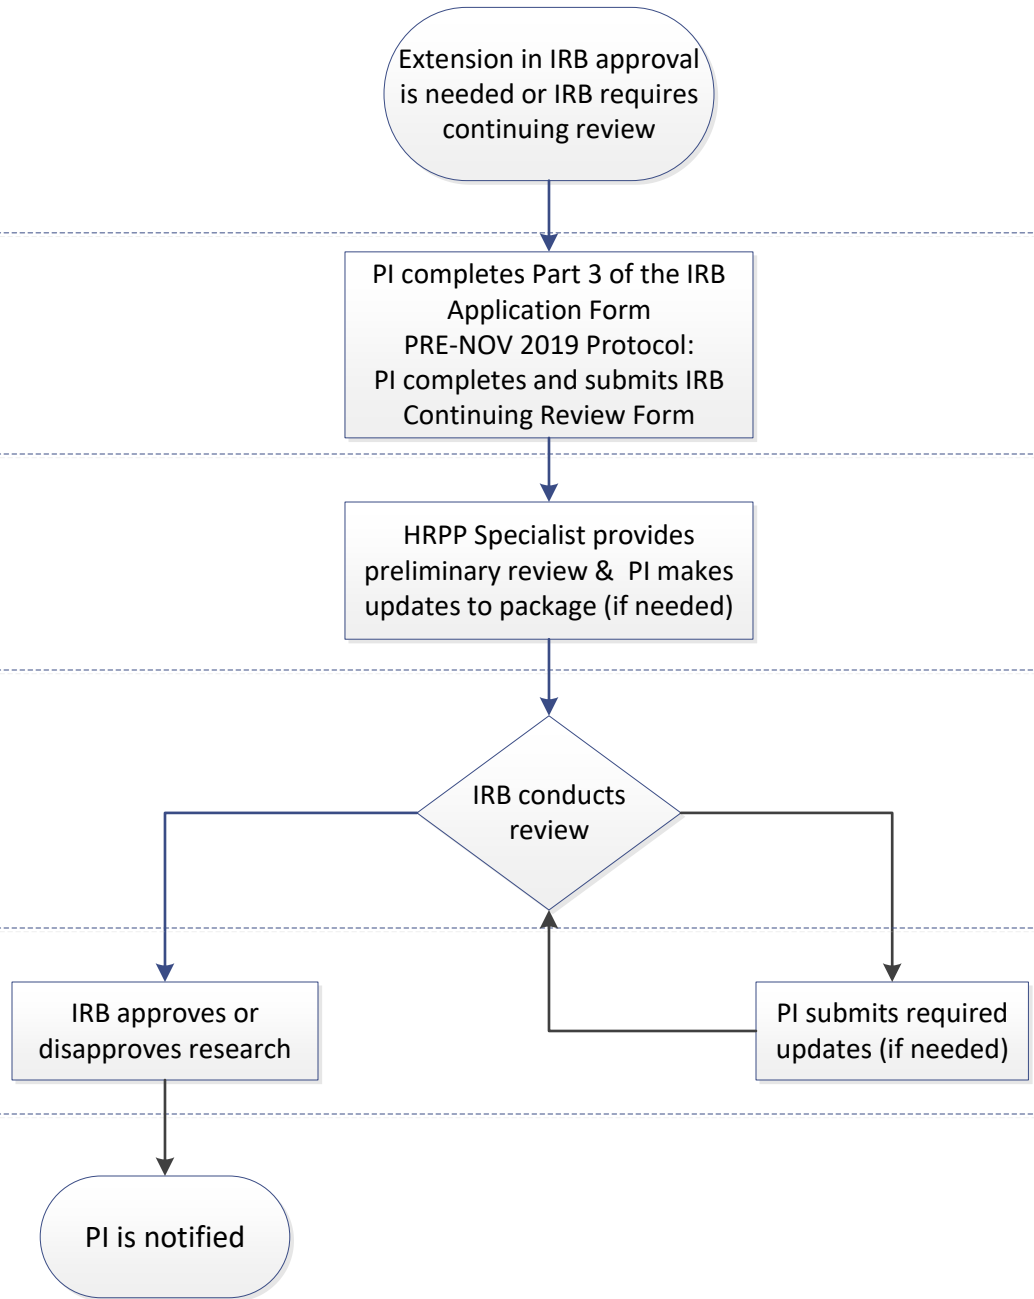 Extension in IRB approval
is needed or IRB requires
continuing review
PI completes Part 3 of the IRB
Application Form
PRE-NOV 2019 Protocol:
PI completes and submits IRB
Continuing Review Form
HRPP Specialist provides
preliminary review &  PI makes
updates to package (if needed)
IRB conducts
review
IRB approves or
disapproves research
PI submits required
updates (if needed)
PI is notified